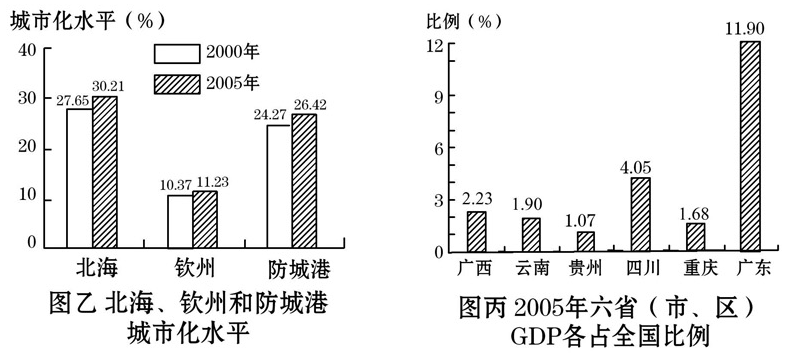 城市化水平（%）
40
30
20
10
0
2000年
2005年
27.65
30.21
10.37
11.23
24.27
26.42
北海
钦州
防城港
图乙 北海、钦州和防城港
城市化水平
比例（%）
12
9
6
3
0
2.23
1.90
1.07
4.05
1.68
11.90
广西
云南
贵州
四川
重庆
广东
图丙 2005年六省（市、区）
GDP各占全国比例